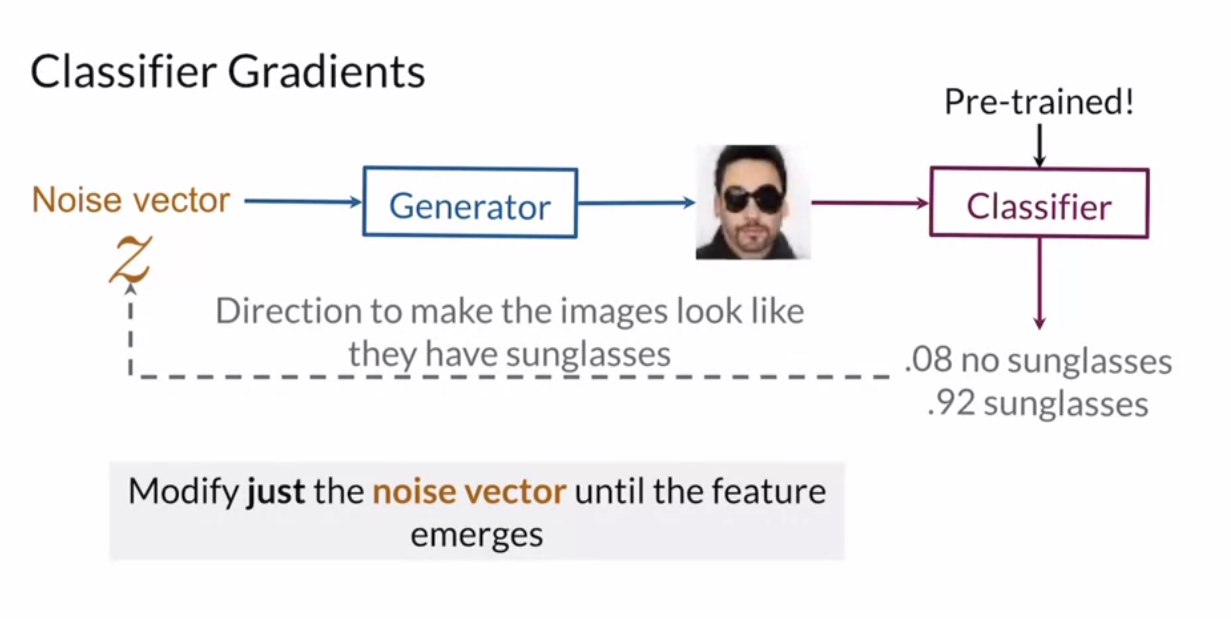 Classifier Gradients
Pre-trained!
Noise vector
Generator
Classifier
z
Direction to make the images look like
they have sunglasses
.08 no sunglasses
.92 sunglasses
Modify just the noise vector until the feature
emerges